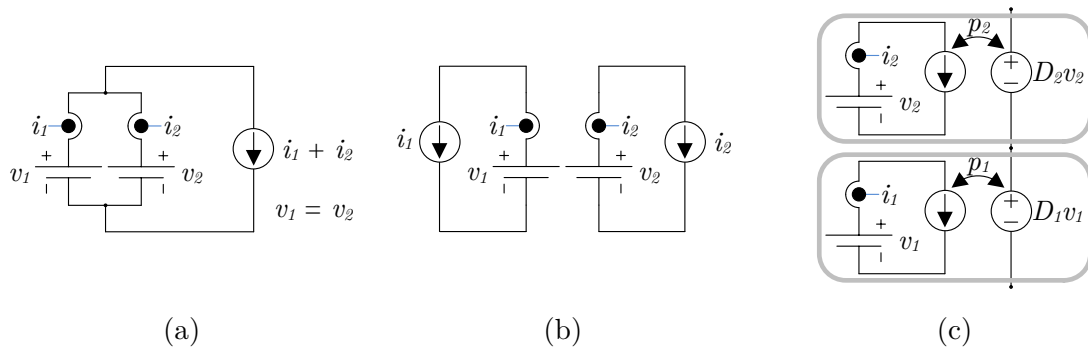 i₁ i₂
+ +
v₁ v₂
i₁ + i₂
v₁ = v₂
(a)
i₁ i₁ i₂ i₂
+ +
v₁ v₂
(b)
p₂
i₂ + D₂v₂
+ −
v₂
p₁
i₁ + D₁v₁
+ −
v₁
(c)